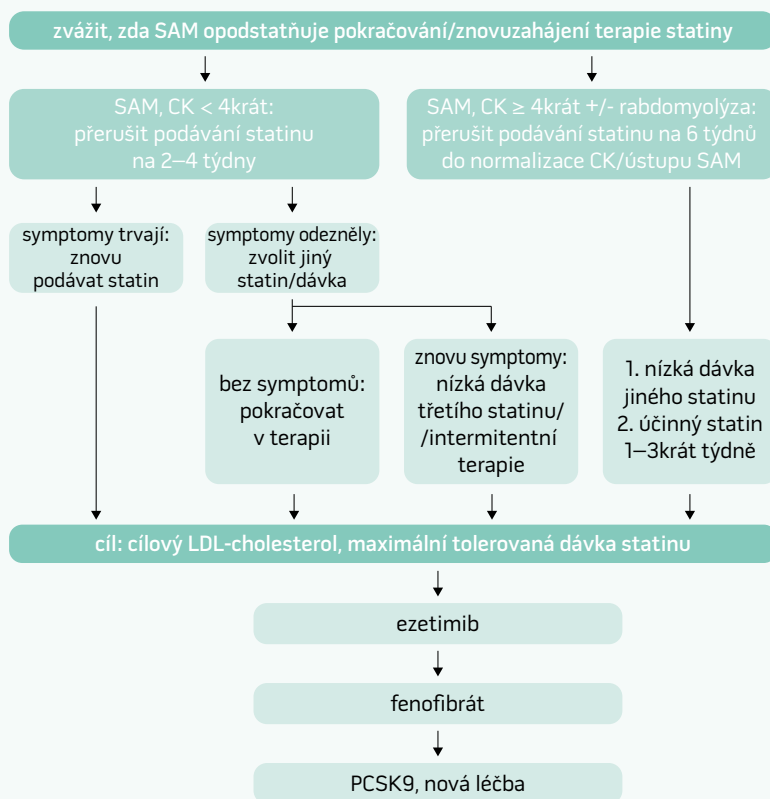 zvážit, zda SAM opodstatňuje pokračování/znovuzahájení terapie statiny
SAM, CK < 4krát:
přerušit podávání statinu
na 2–4 týdny
SAM, CK ≥ 4krát +/- rabdomyolýza:
přerušit podávání statinu na 6 týdnů
do normalizace CK/ústupu SAM
symptomy trvají:
znovu
podávat statin
symptomy odezněly:
zvolit jiný
statin/dávka
bez symptomů:
pokračovat
v terapii
znovu symptomy:
nízká dávka
třetího statinu/
/intermitentní
terapie
1. nízká dávka
jiného statinu
2. účinný statin
1–3krát týdně
cíl: cílový LDL-cholesterol, maximální tolerovaná dávka statinu
ezetimib
fenofibrát
PCSK9, nová léčba